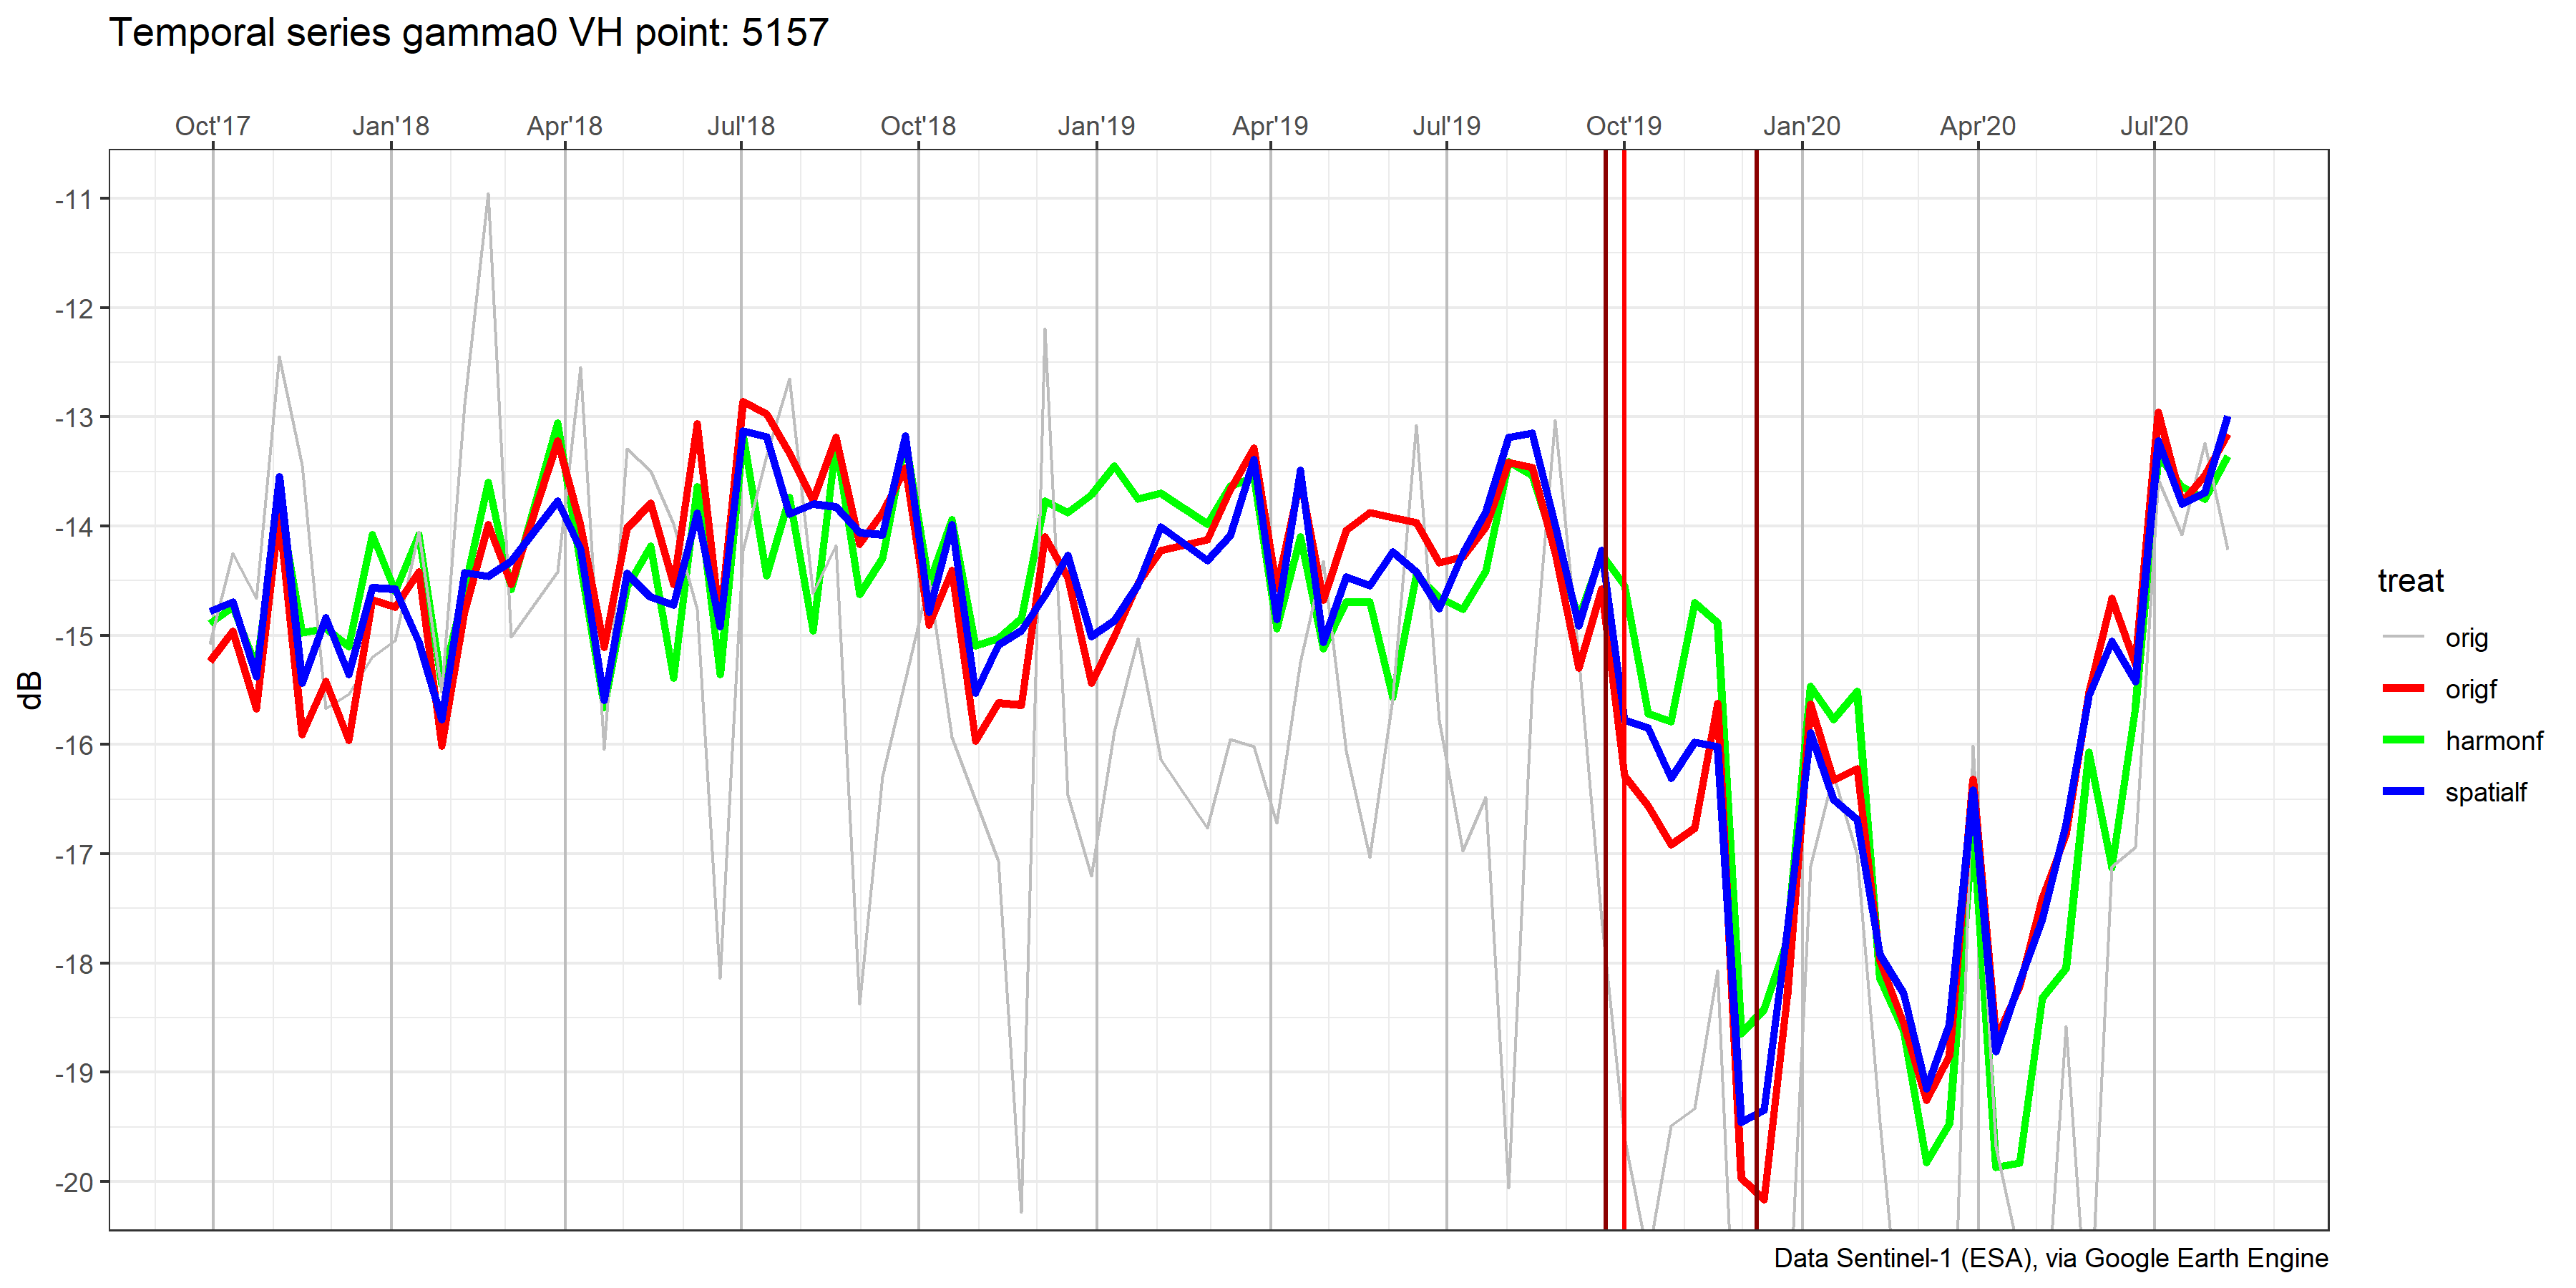 Temporal series gamma0 VH point: 5157
Oct'17 Jan'18 Apr'18 Jul'18 Oct'18 Jan'19 Apr'19 Jul'19 Oct'19 Jan'20 Apr'20 Jul'20
-11
-12
-13
-14
-15
-16
-17
-18
-19
-20
dB
treat
orig
origf
harmonf
spatialf
Data Sentinel-1 (ESA), via Google Earth Engine